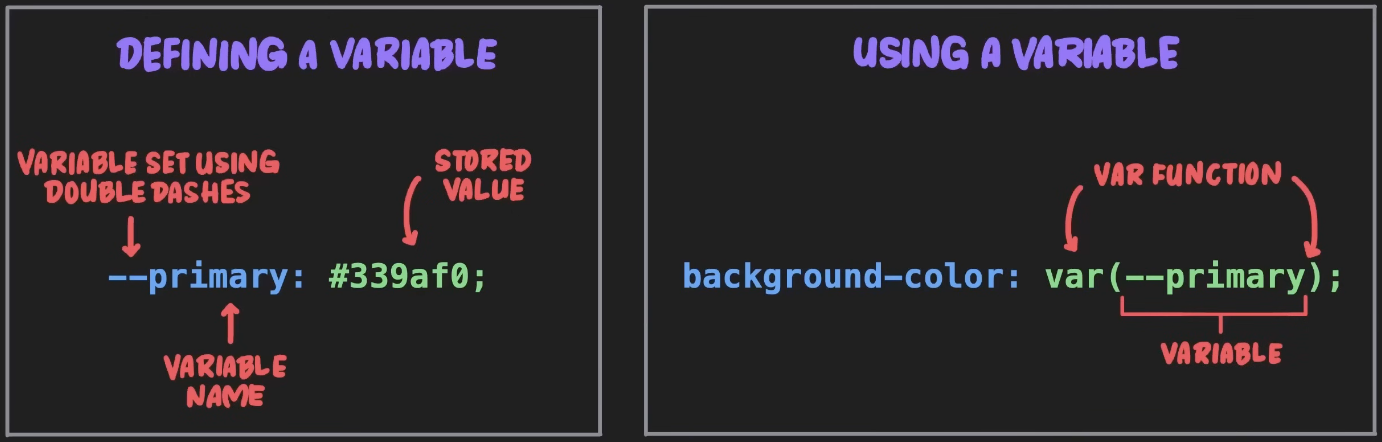 DEFINING A VARIABLE
VARIABLE SET USING
DOUBLE DASHES
STORED
VALUE
--primary: #339af0;
VARIABLE
NAME
USING A VARIABLE
VAR FUNCTION
background-color: var(--primary);
VARIABLE